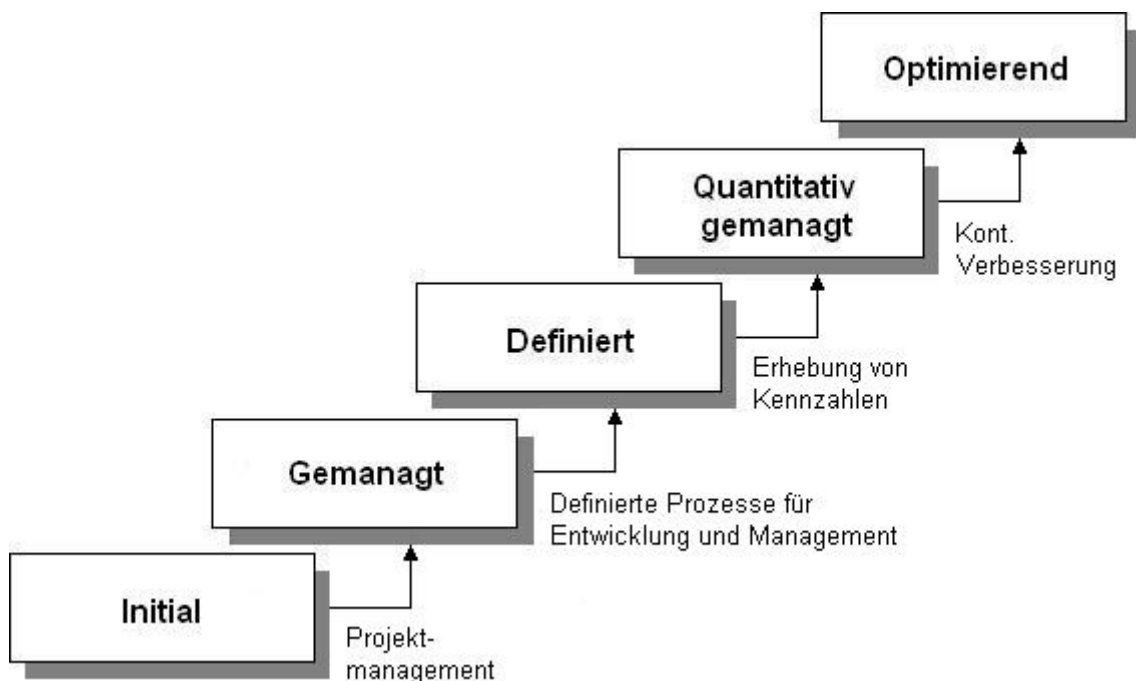 Optimierend
Quantitativ
gemanagt
Kont.
Verbesserung
Definiert
Erhebung von
Kennzahlen
Gemanagt
Definierte Prozesse für
Entwicklung und Management
Initial
Projekt-
management